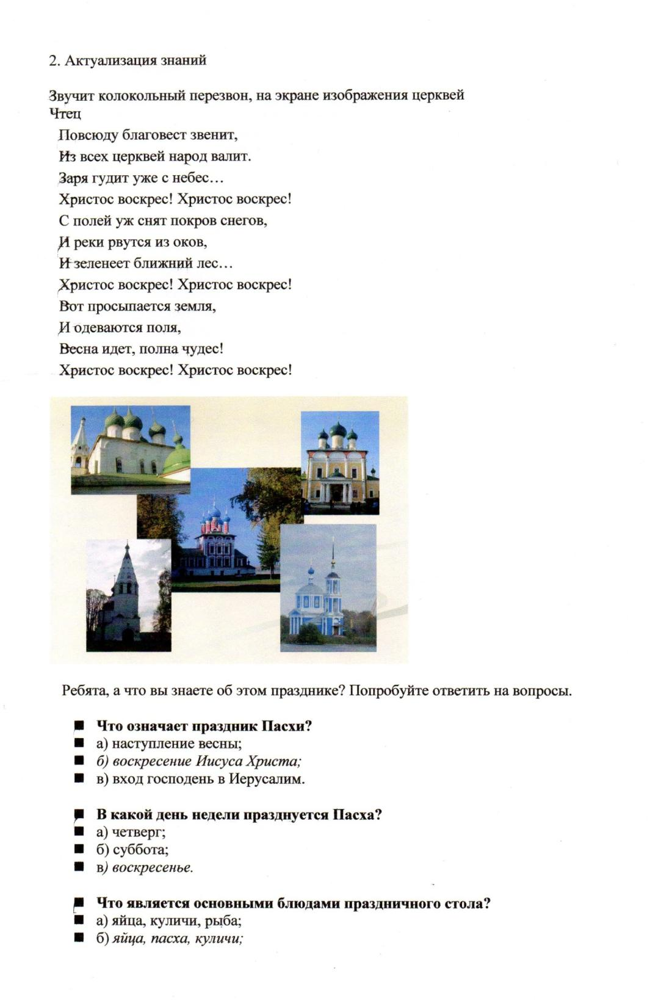 2. Актуализация знаний
Звучит колокольный перезвон, на экране изображения церквей
Чтец
Повсюду благовест звенит,
Из всех церквей народ валит.
Заря гудит уже с небес…
Христос воскрес! Христос воскрес!
С полей уж снят покров снегов,
И реки рвутся из оков,
И зеленеет ближний лес…
Христос воскрес! Христос воскрес!
Вот просыпается земля,
И одеваются поля,
Весна идет, полна чудес!
Христос воскрес! Христос воскрес!
Ребята, а что вы знаете об этом празднике? Попробуйте ответить на вопросы.
■ Что означает праздник Пасхи?
■ а) наступление весны;
■ б) воскресение Иисуса Христа;
■ в) вход господень в Иерусалим.
■ В какой день недели празднуется Пасха?
■ а) четверг;
■ б) суббота;
■ в) воскресенье.
■ Что является основными блюдами праздничного стола?
■ а) яйца, куличи, рыба;
■ б) яйца, пасха, куличи;